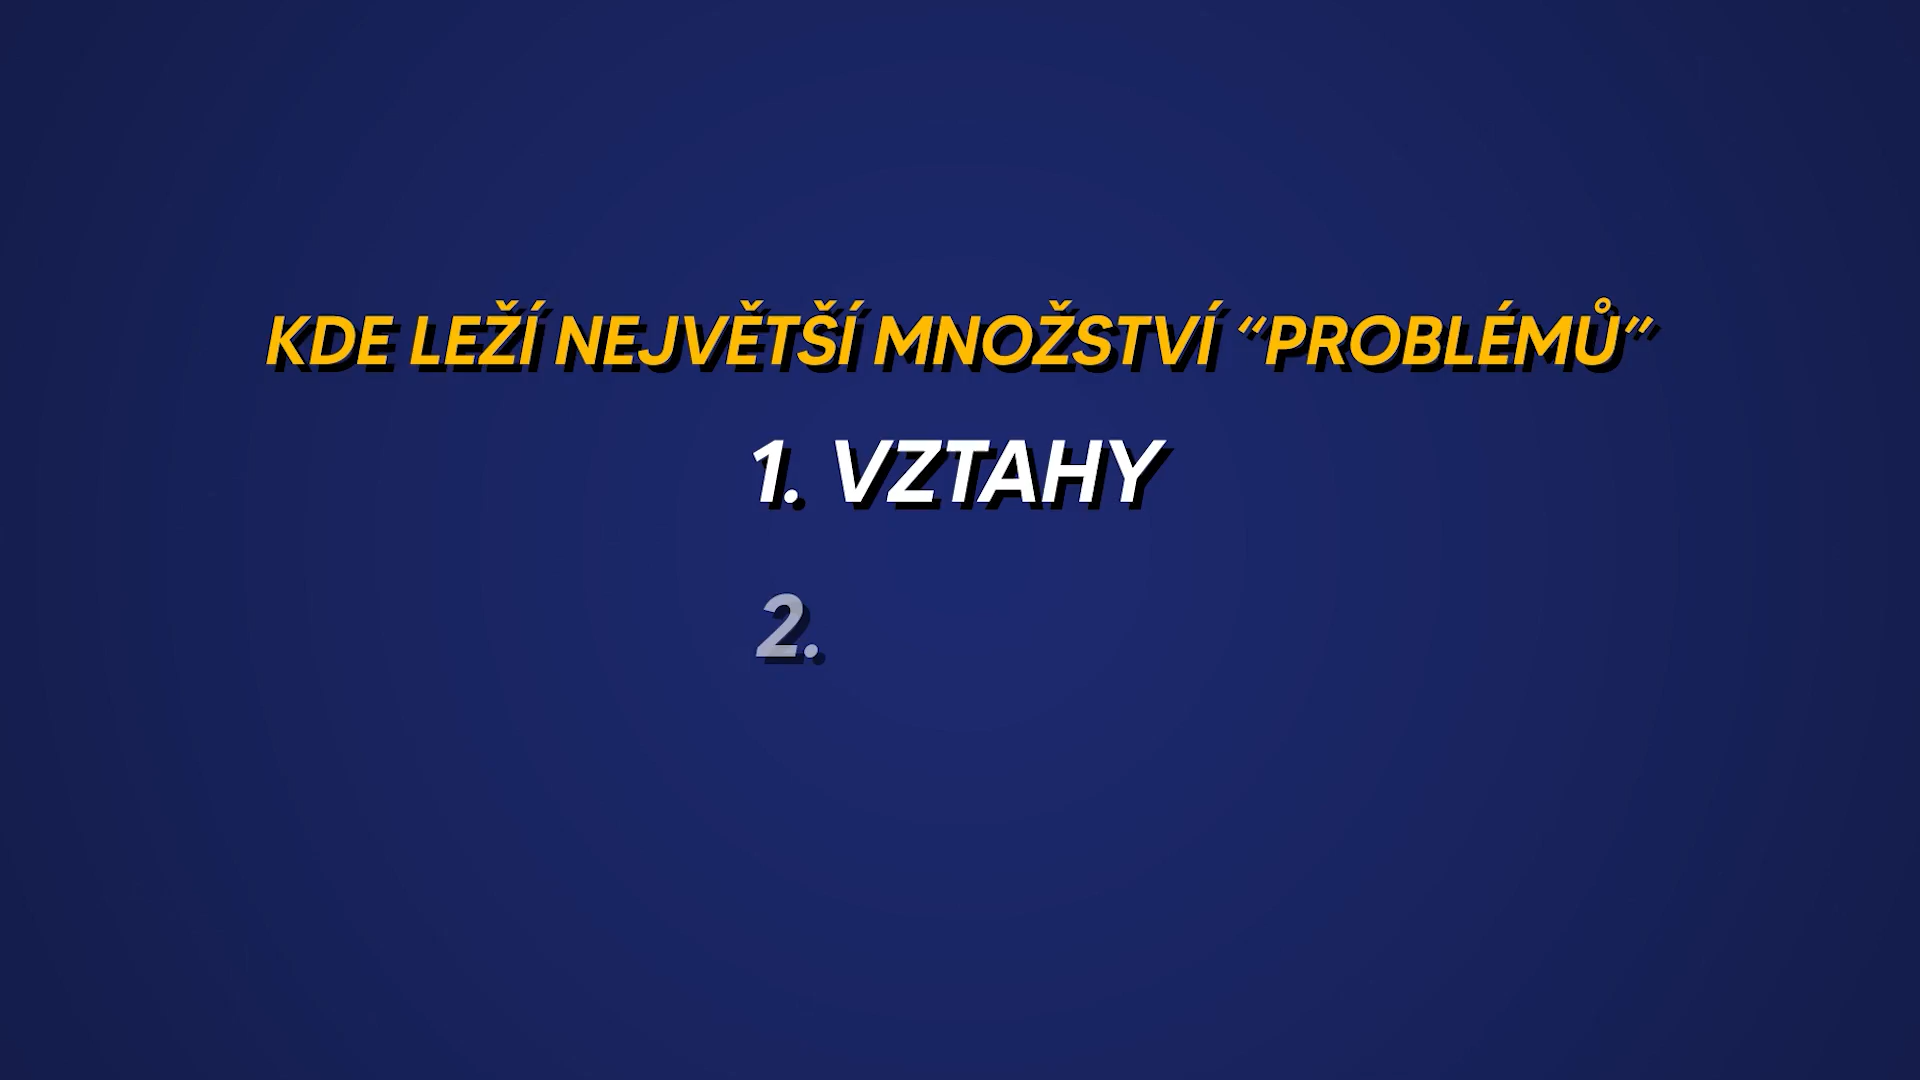 KDE LEŽÍ NEJVĚTŠÍ MNOŽSTVÍ “PROBLÉMŮ”
1. VZTAHY
2.